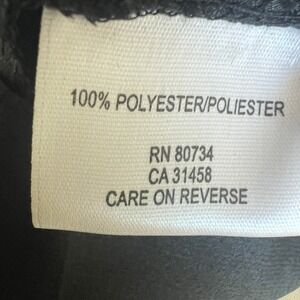 100% POLYESTER/POLIESTER
RN 80734
CA 31458
CARE ON REVERSE